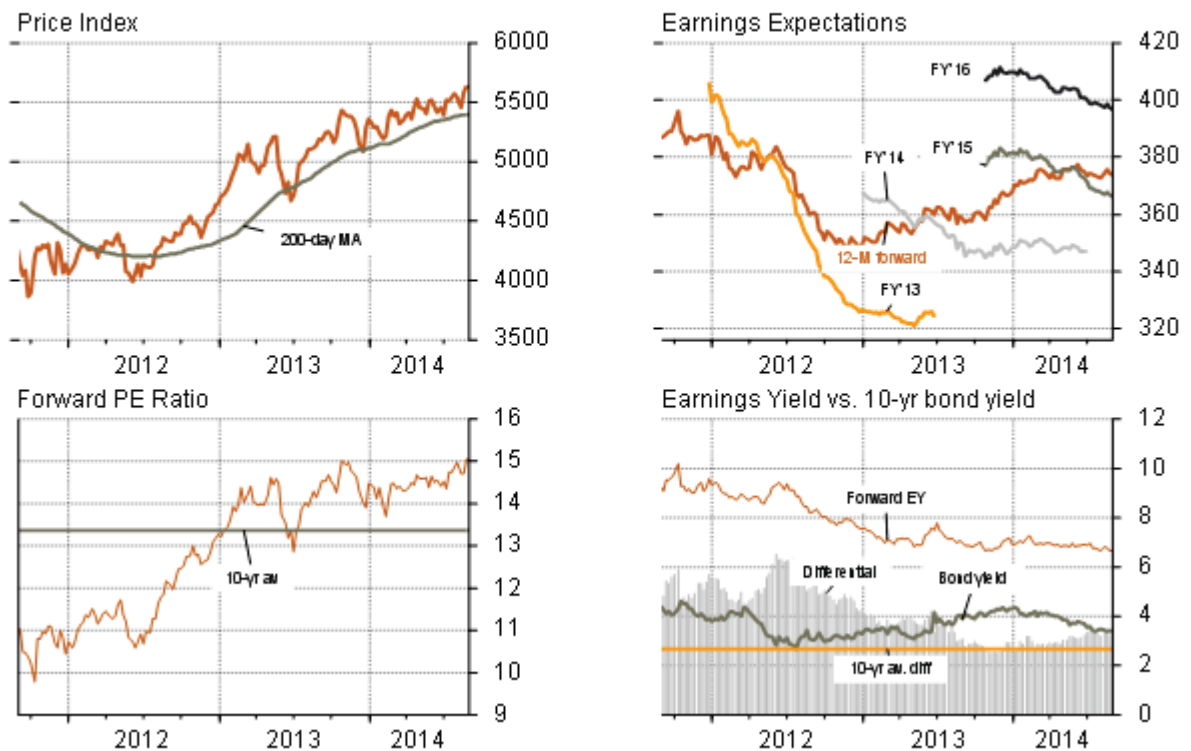 Price Index
6000
5500
5000
4500
4000
3500
200-day MA
2012
2013
2014
Earnings Expectations
420
400
380
360
340
320
FY'16
FY'14
FY'15
12-M forward
FY'13
2012
2013
2014
Forward PE Ratio
16
15
14
13
12
11
10
9
10-yr av
2012
2013
2014
Earnings Yield vs. 10-yr bond yield
12
10
8
6
4
2
0
Forward EY
Differential
Bond yield
10-yr av. diff
2012
2013
2014